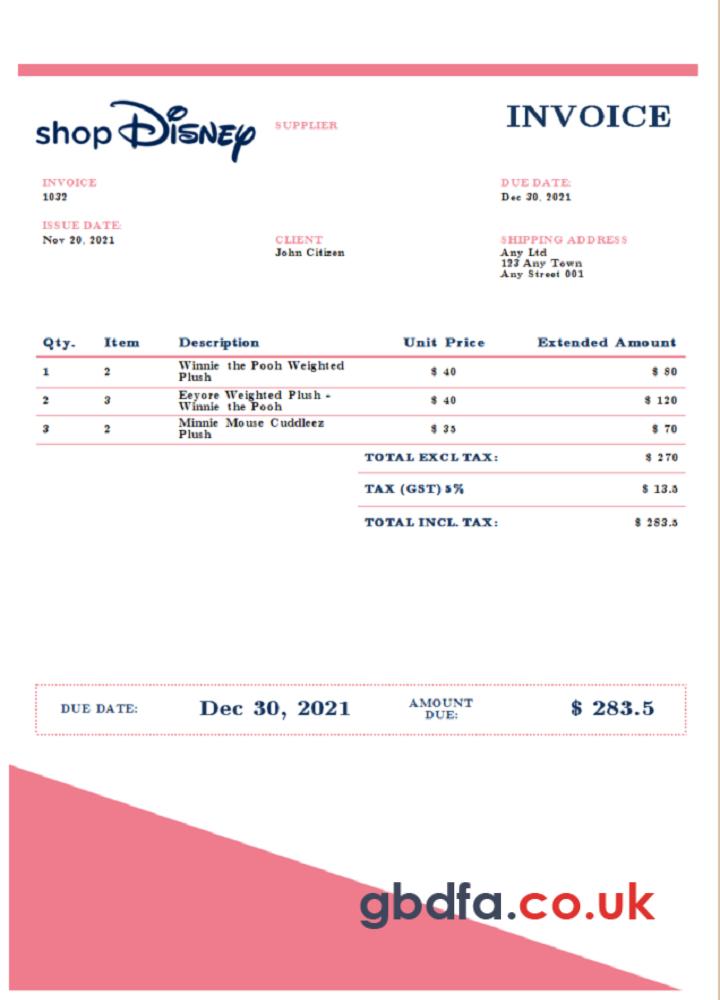 shop Disney
SUPPLIER
INVOICE
INVOICE
1032
DUE DATE:
Dec 30, 2021
ISSUE DATE:
Nov 20, 2021
CLIENT
John Citizen
SHIPPING ADDRESS
Any Ltd
123 Any Town
Any Street 001
Qty. Item Description Unit Price Extended Amount
1 2 Winnie the Pooh Weighted
Plush $ 40 $ 80
2 3 Eeyore Weighted Plush -
Winnie the Pooh $ 40 $ 120
3 2 Minnie Mouse Cuddleez
Plush $ 35 $ 70
TOTAL EXCL TAX: $ 270
TAX (GST) 5% $ 13.5
TOTAL INCL. TAX: $ 283.5
DUE DATE: Dec 30, 2021 AMOUNT
DUE: $ 283.5
gbdfa.co.uk